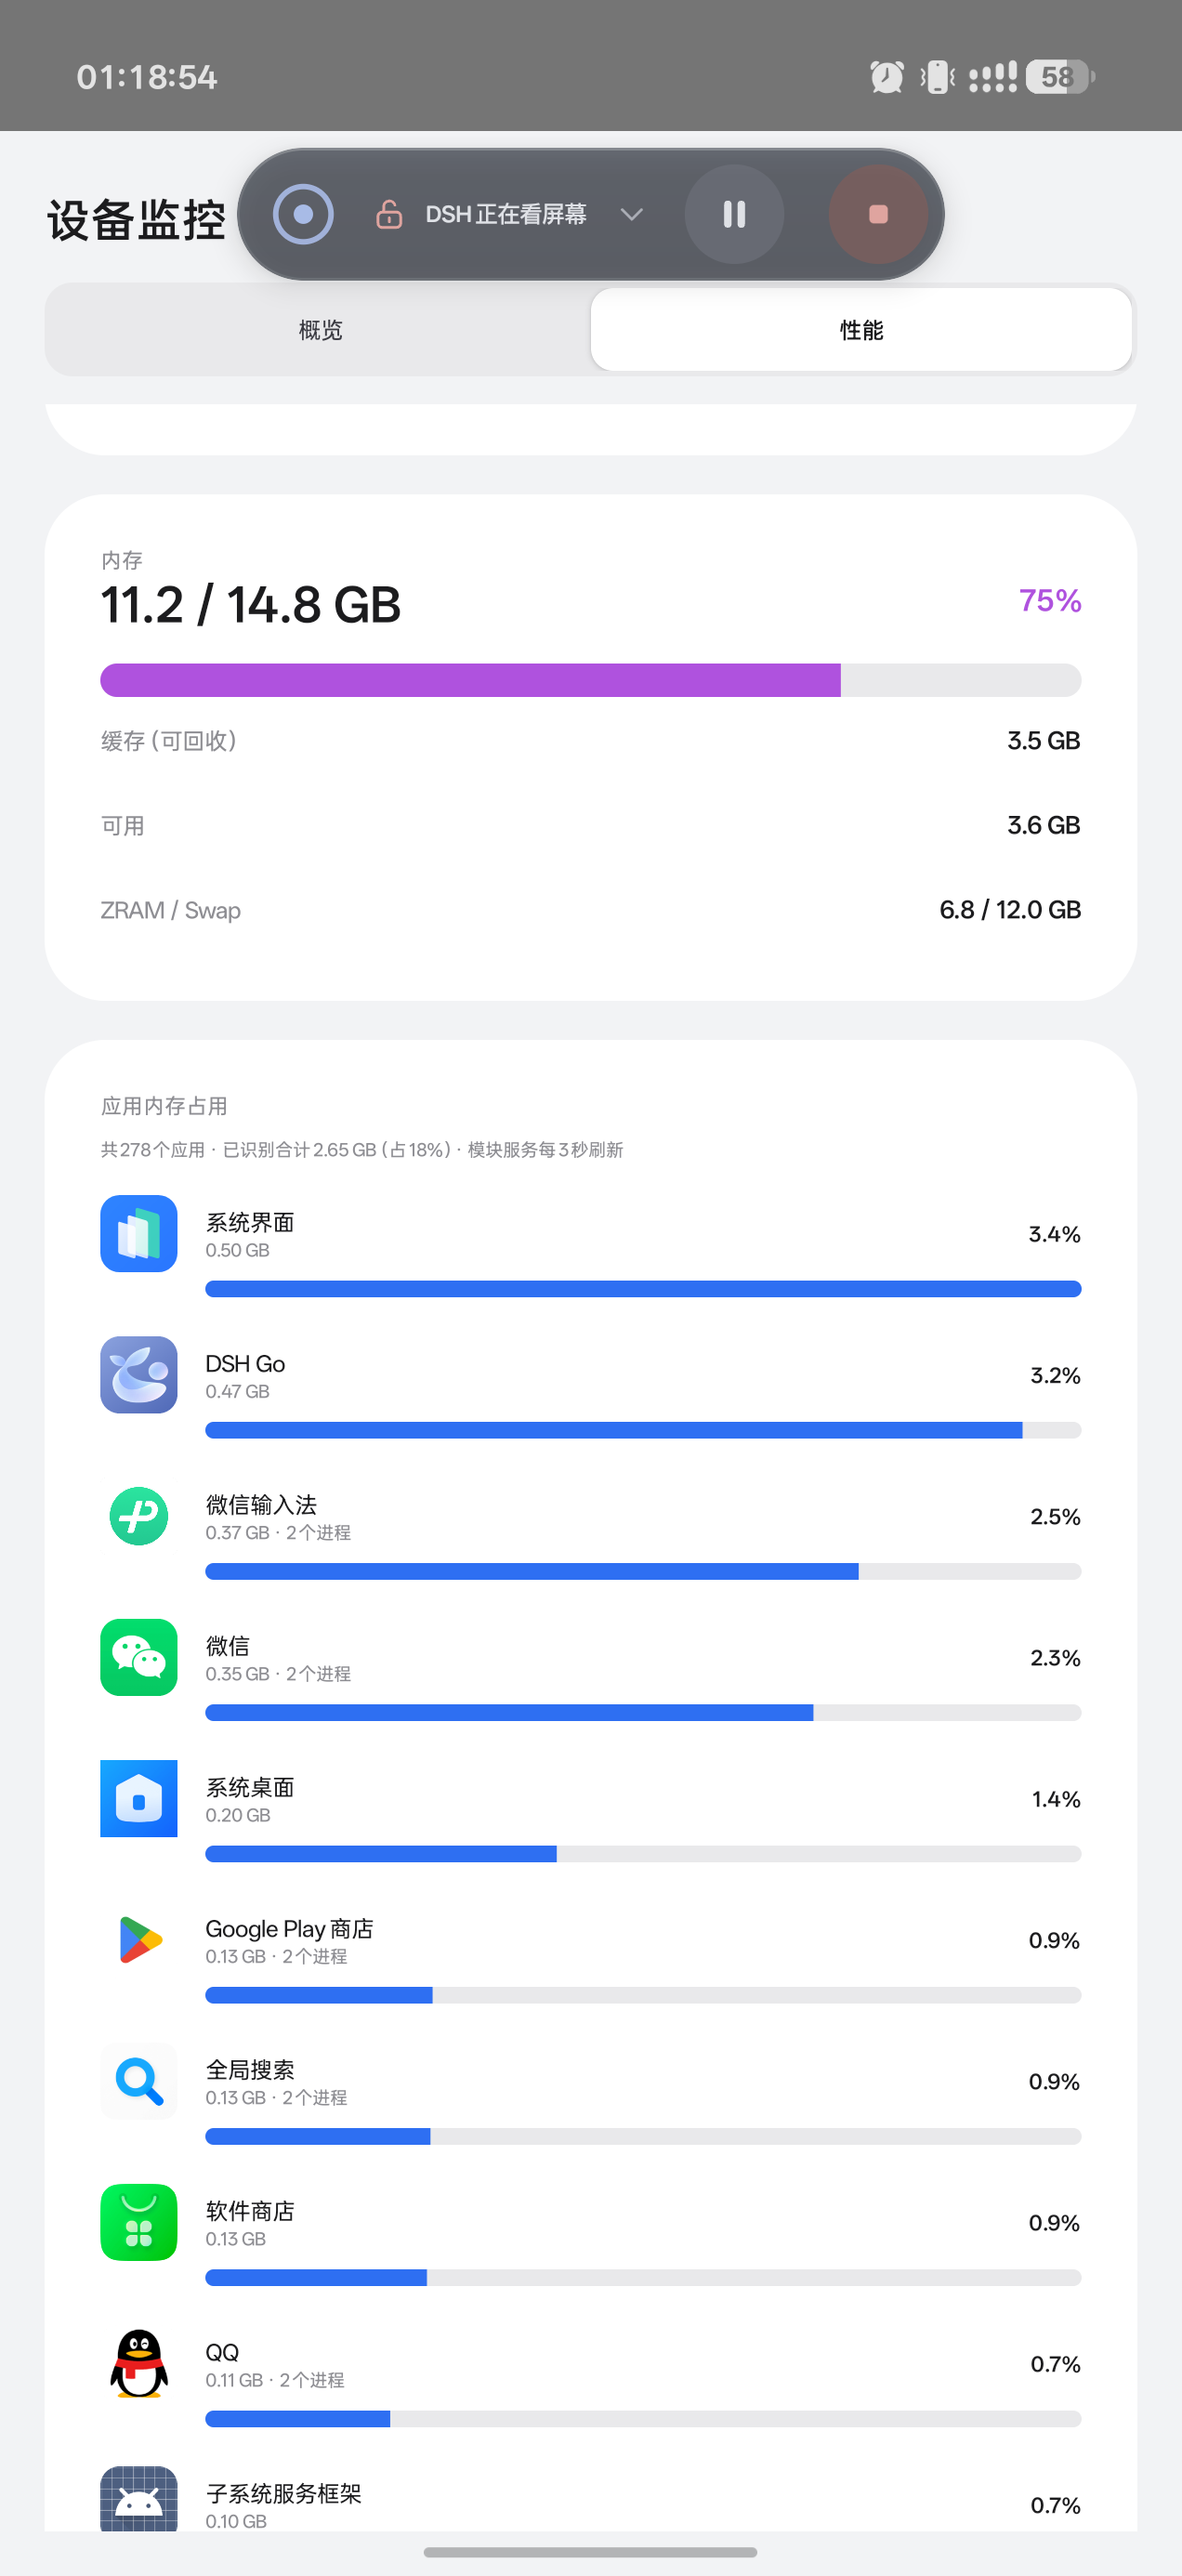 01:18:54
58
设备监控
DSH 正在看屏幕
概览
性能
内存
11.2 / 14.8 GB
75%
缓存 (可回收)
3.5 GB
可用
3.6 GB
ZRAM / Swap
6.8 / 12.0 GB
应用内存占用
共 278 个应用 · 已识别合计 2.65 GB (占 18%) · 模块服务每 3 秒刷新
系统界面
0.50 GB
3.4%
DSH Go
0.47 GB
3.2%
微信输入法
0.37 GB · 2 个进程
2.5%
微信
0.35 GB · 2 个进程
2.3%
系统桌面
0.20 GB
1.4%
Google Play 商店
0.13 GB · 2 个进程
0.9%
全局搜索
0.13 GB · 2 个进程
0.9%
软件商店
0.13 GB
0.9%
QQ
0.11 GB · 2 个进程
0.7%
子系统服务框架
0.10 GB
0.7%